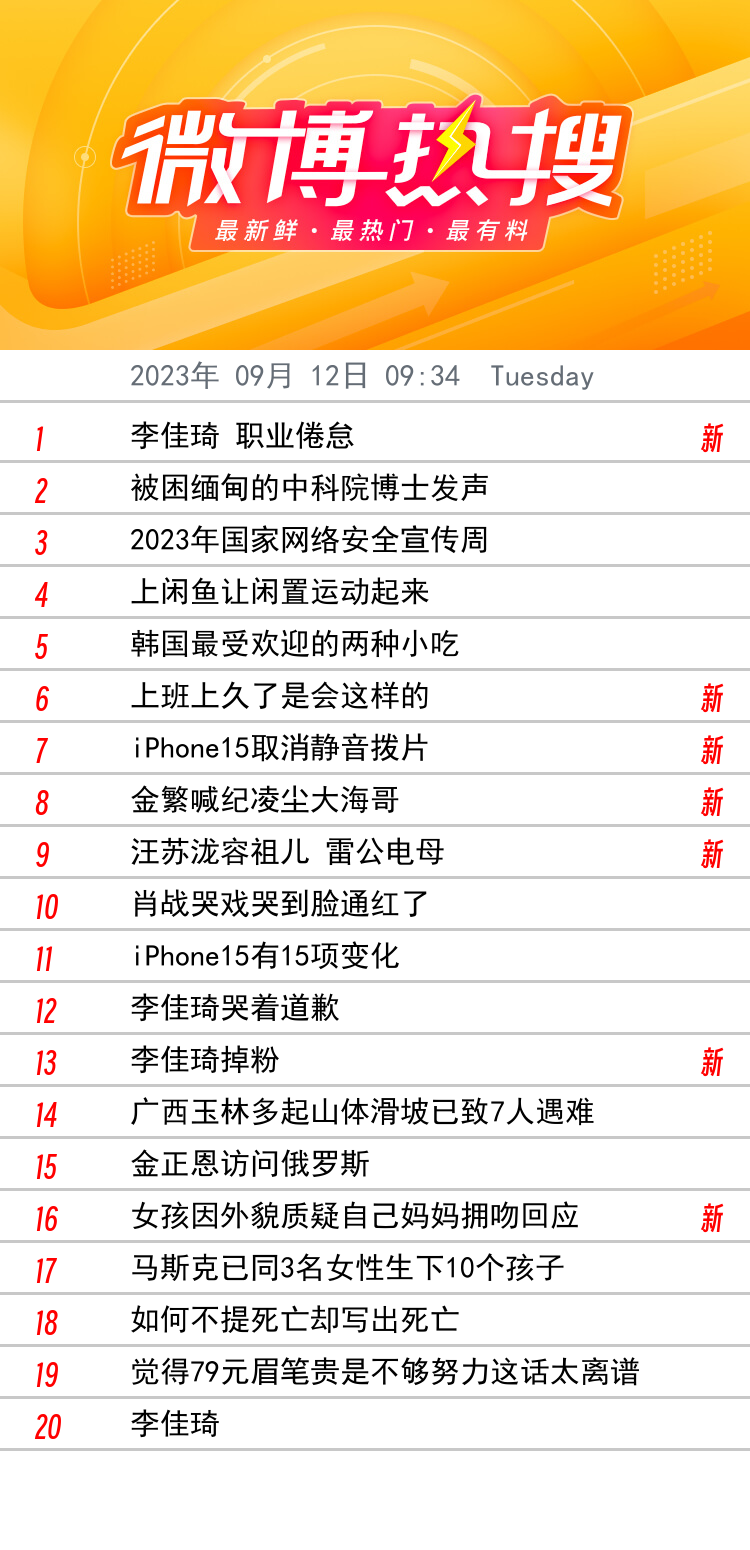 微博热搜
最新鲜·最热门·最有料
2023年 09月 12日 09:34 Tuesday
1 李佳琦 职业倦怠 新
2 被困缅甸的中科院博士发声
3 2023年国家网络安全宣传周
4 上闲鱼让闲置运动起来
5 韩国最受欢迎的两种小吃
6 上班上久了是会这样的 新
7 iPhone15取消静音拨片 新
8 金繁喊纪凌尘大海哥 新
9 汪苏泷容祖儿 雷公电母 新
10 肖战哭戏哭到脸通红了
11 iPhone15有15项变化
12 李佳琦哭着道歉
13 李佳琦掉粉 新
14 广西玉林多起山体滑坡已致7人遇难
15 金正恩访问俄罗斯
16 女孩因外貌质疑自己妈妈拥吻回应 新
17 马斯克已同3名女性生下10个孩子
18 如何不提死亡却写出死亡
19 觉得79元眉笔贵是不够努力这话太离谱
20 李佳琦